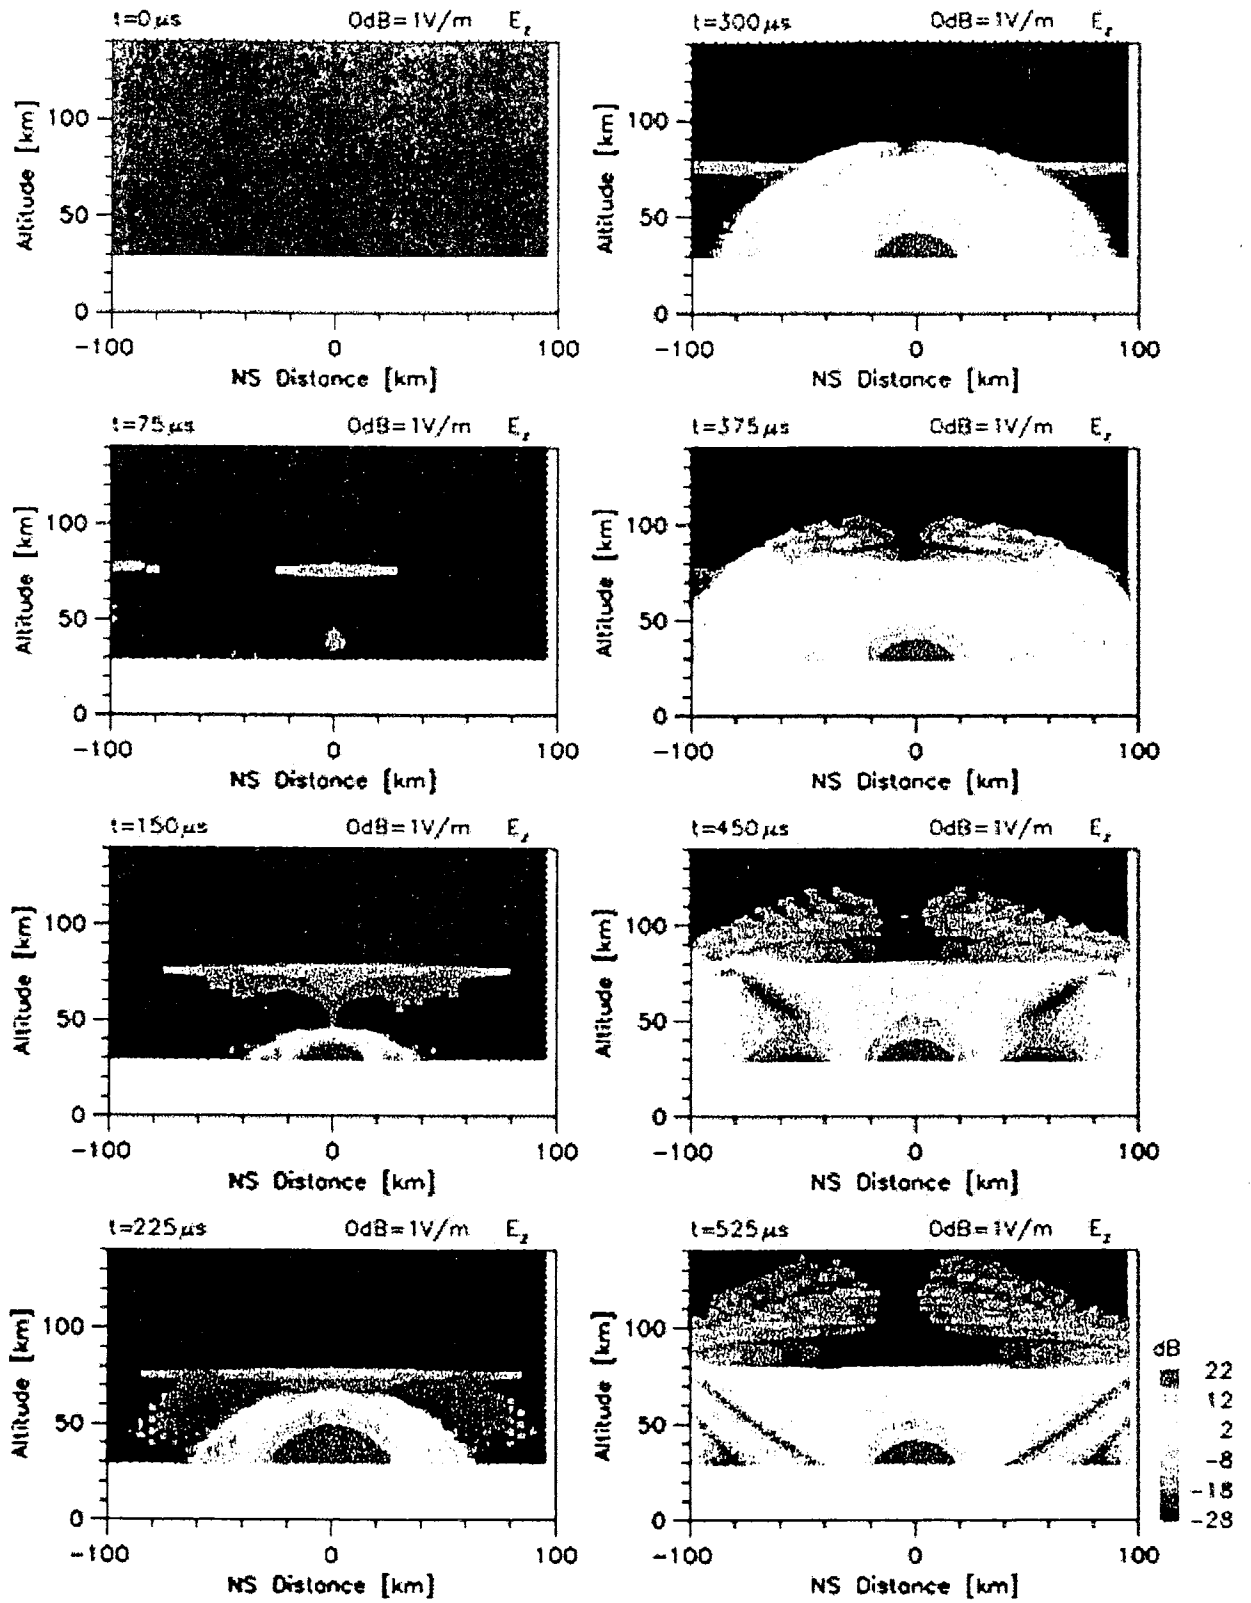 t=0μs 0dB=1V/m E_z
Altitude [km]
100
50
0
-100 0 100
NS Distance [km]
t=75μs 0dB=1V/m E_z
Altitude [km]
100
50
0
-100 0 100
NS Distance [km]
t=150μs 0dB=1V/m E_z
Altitude [km]
100
50
0
-100 0 100
NS Distance [km]
t=225μs 0dB=1V/m E_z
Altitude [km]
100
50
0
-100 0 100
NS Distance [km]
t=300μs 0dB=1V/m E_z
Altitude [km]
100
50
0
-100 0 100
NS Distance [km]
t=375μs 0dB=1V/m E_z
Altitude [km]
100
50
0
-100 0 100
NS Distance [km]
t=450μs 0dB=1V/m E_z
Altitude [km]
100
50
0
-100 0 100
NS Distance [km]
t=525μs 0dB=1V/m E_z
Altitude [km]
100
50
0
-100 0 100
NS Distance [km]
dB
22
12
2
-8
-18
-28